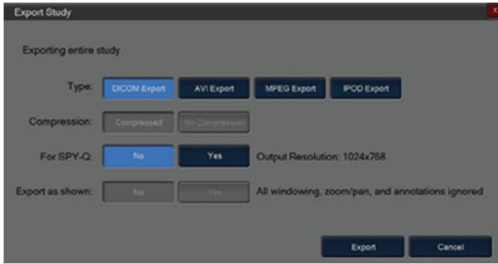 Export Study
X
Exporting entire study
Type: DICOM Export AVI Export MPEG Export IPOD Export
Compression: Compressed No Compression
For SPY-Q: No Yes Output Resolution: 1024x768
Export as shown: No Yes All windowing, zoom/pan, and annotations ignored
Export Cancel